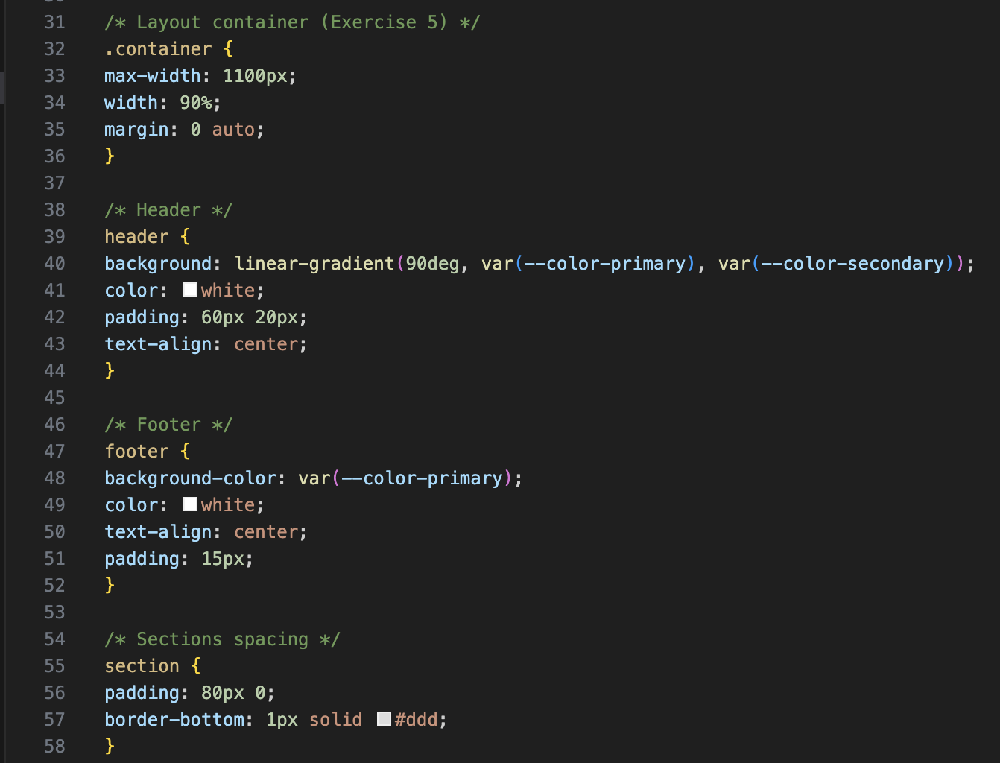 31 /* Layout container (Exercise 5) */
32 .container {
33 max-width: 1100px;
34 width: 90%;
35 margin: 0 auto;
36 }
37
38 /* Header */
39 header {
40 background: linear-gradient(90deg, var(--color-primary), var(--color-secondary));
41 color: white;
42 padding: 60px 20px;
43 text-align: center;
44 }
45
46 /* Footer */
47 footer {
48 background-color: var(--color-primary);
49 color: white;
50 text-align: center;
51 padding: 15px;
52 }
53
54 /* Sections spacing */
55 section {
56 padding: 80px 0;
57 border-bottom: 1px solid #ddd;
58 }